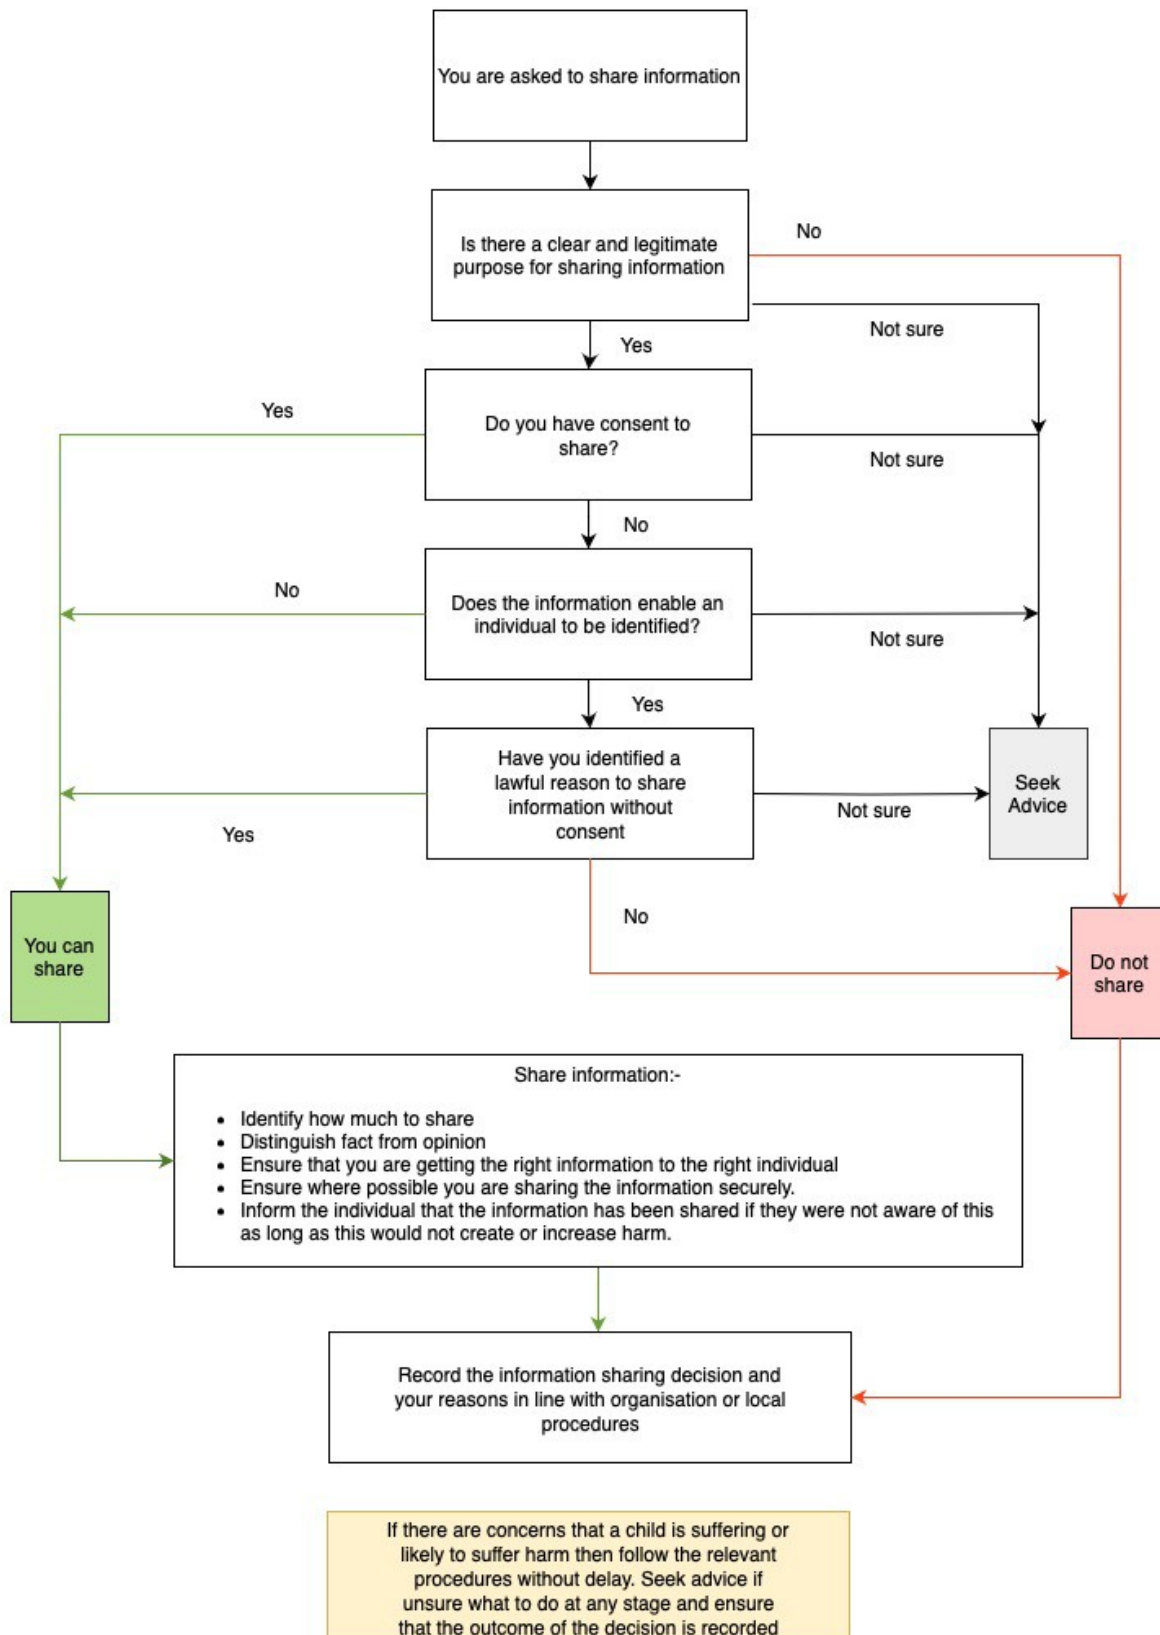 You are asked to share information
Is there a clear and legitimate
purpose for sharing information
No
Not sure
Yes
Yes
Do you have consent to
share?
Not sure
No
No
Does the information enable an
individual to be identified?
Not sure
Yes
Have you identified a
lawful reason to share
information without
consent
Not sure
Yes
Seek
Advice
No
You can
share
Do not
share
Share information:-
• Identify how much to share
• Distinguish fact from opinion
• Ensure that you are getting the right information to the right individual
• Ensure where possible you are sharing the information securely.
• Inform the individual that the information has been shared if they were not aware of this
as long as this would not create or increase harm.
Record the information sharing decision and
your reasons in line with organisation or local
procedures
If there are concerns that a child is suffering or
likely to suffer harm then follow the relevant
procedures without delay. Seek advice if
unsure what to do at any stage and ensure
that the outcome of the decision is recorded